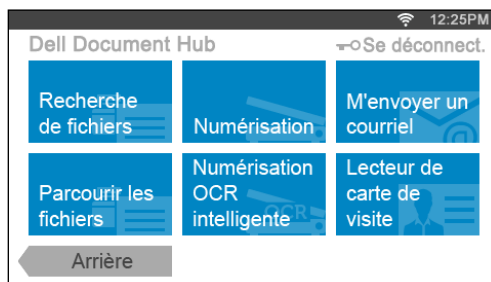 12:25PM
Dell Document Hub
Se déconnect.
Recherche
de fichiers
Numérisation
M'envoyer un
courriel
Parcourir les
fichiers
Numérisation
OCR
intelligente
OCR
Lecteur de
carte de
visite
Arrière